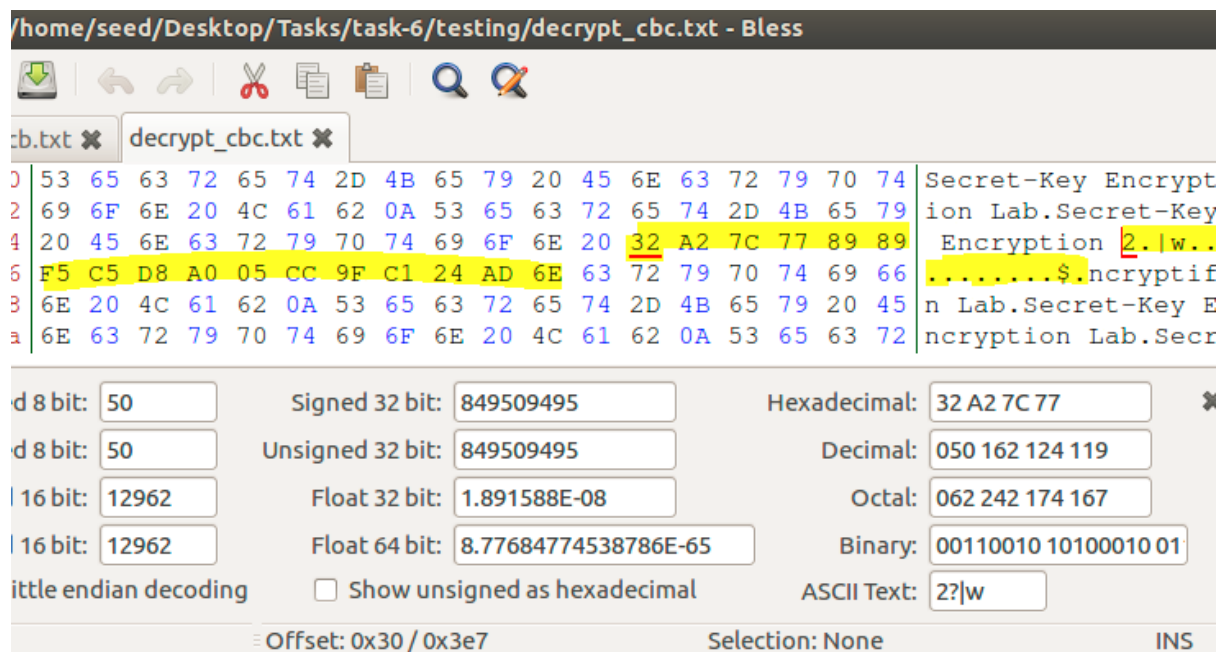 /home/seed/Desktop/Tasks/task-6/testing/decrypt_cbc.txt - Bless
cb.txt ✖ decrypt_cbc.txt ✖
0 53 65 63 72 65 74 2D 4B 65 79 20 45 6E 63 72 79 70 74 Secret-Key Encrypt
2 69 6F 6E 20 4C 61 62 0A 53 65 63 72 65 74 2D 4B 65 79 ion Lab.Secret-Key
4 20 45 6E 63 72 79 70 74 69 6F 6E 20 32 A2 7C 77 89 89 Encryption 2.|w..
6 F5 C5 D8 A0 05 CC 9F C1 24 AD 6E 63 72 79 70 74 69 66 ........$.ncryptif
8 6E 20 4C 61 62 0A 53 65 63 72 65 74 2D 4B 65 79 20 45 n Lab.Secret-Key E
a 6E 63 72 79 70 74 69 6F 6E 20 4C 61 62 0A 53 65 63 72 ncryption Lab.Secr
ed 8 bit: 50 Signed 32 bit: 849509495 Hexadecimal: 32 A2 7C 77 ✖
ed 8 bit: 50 Unsigned 32 bit: 849509495 Decimal: 050 162 124 119
16 bit: 12962 Float 32 bit: 1.891588E-08 Octal: 062 242 174 167
16 bit: 12962 Float 64 bit: 8.77684774538786E-65 Binary: 00110010 10100010 01
ittle endian decoding Show unsigned as hexadecimal ASCII Text: 2?|w
Offset: 0x30 / 0x3e7 Selection: None INS